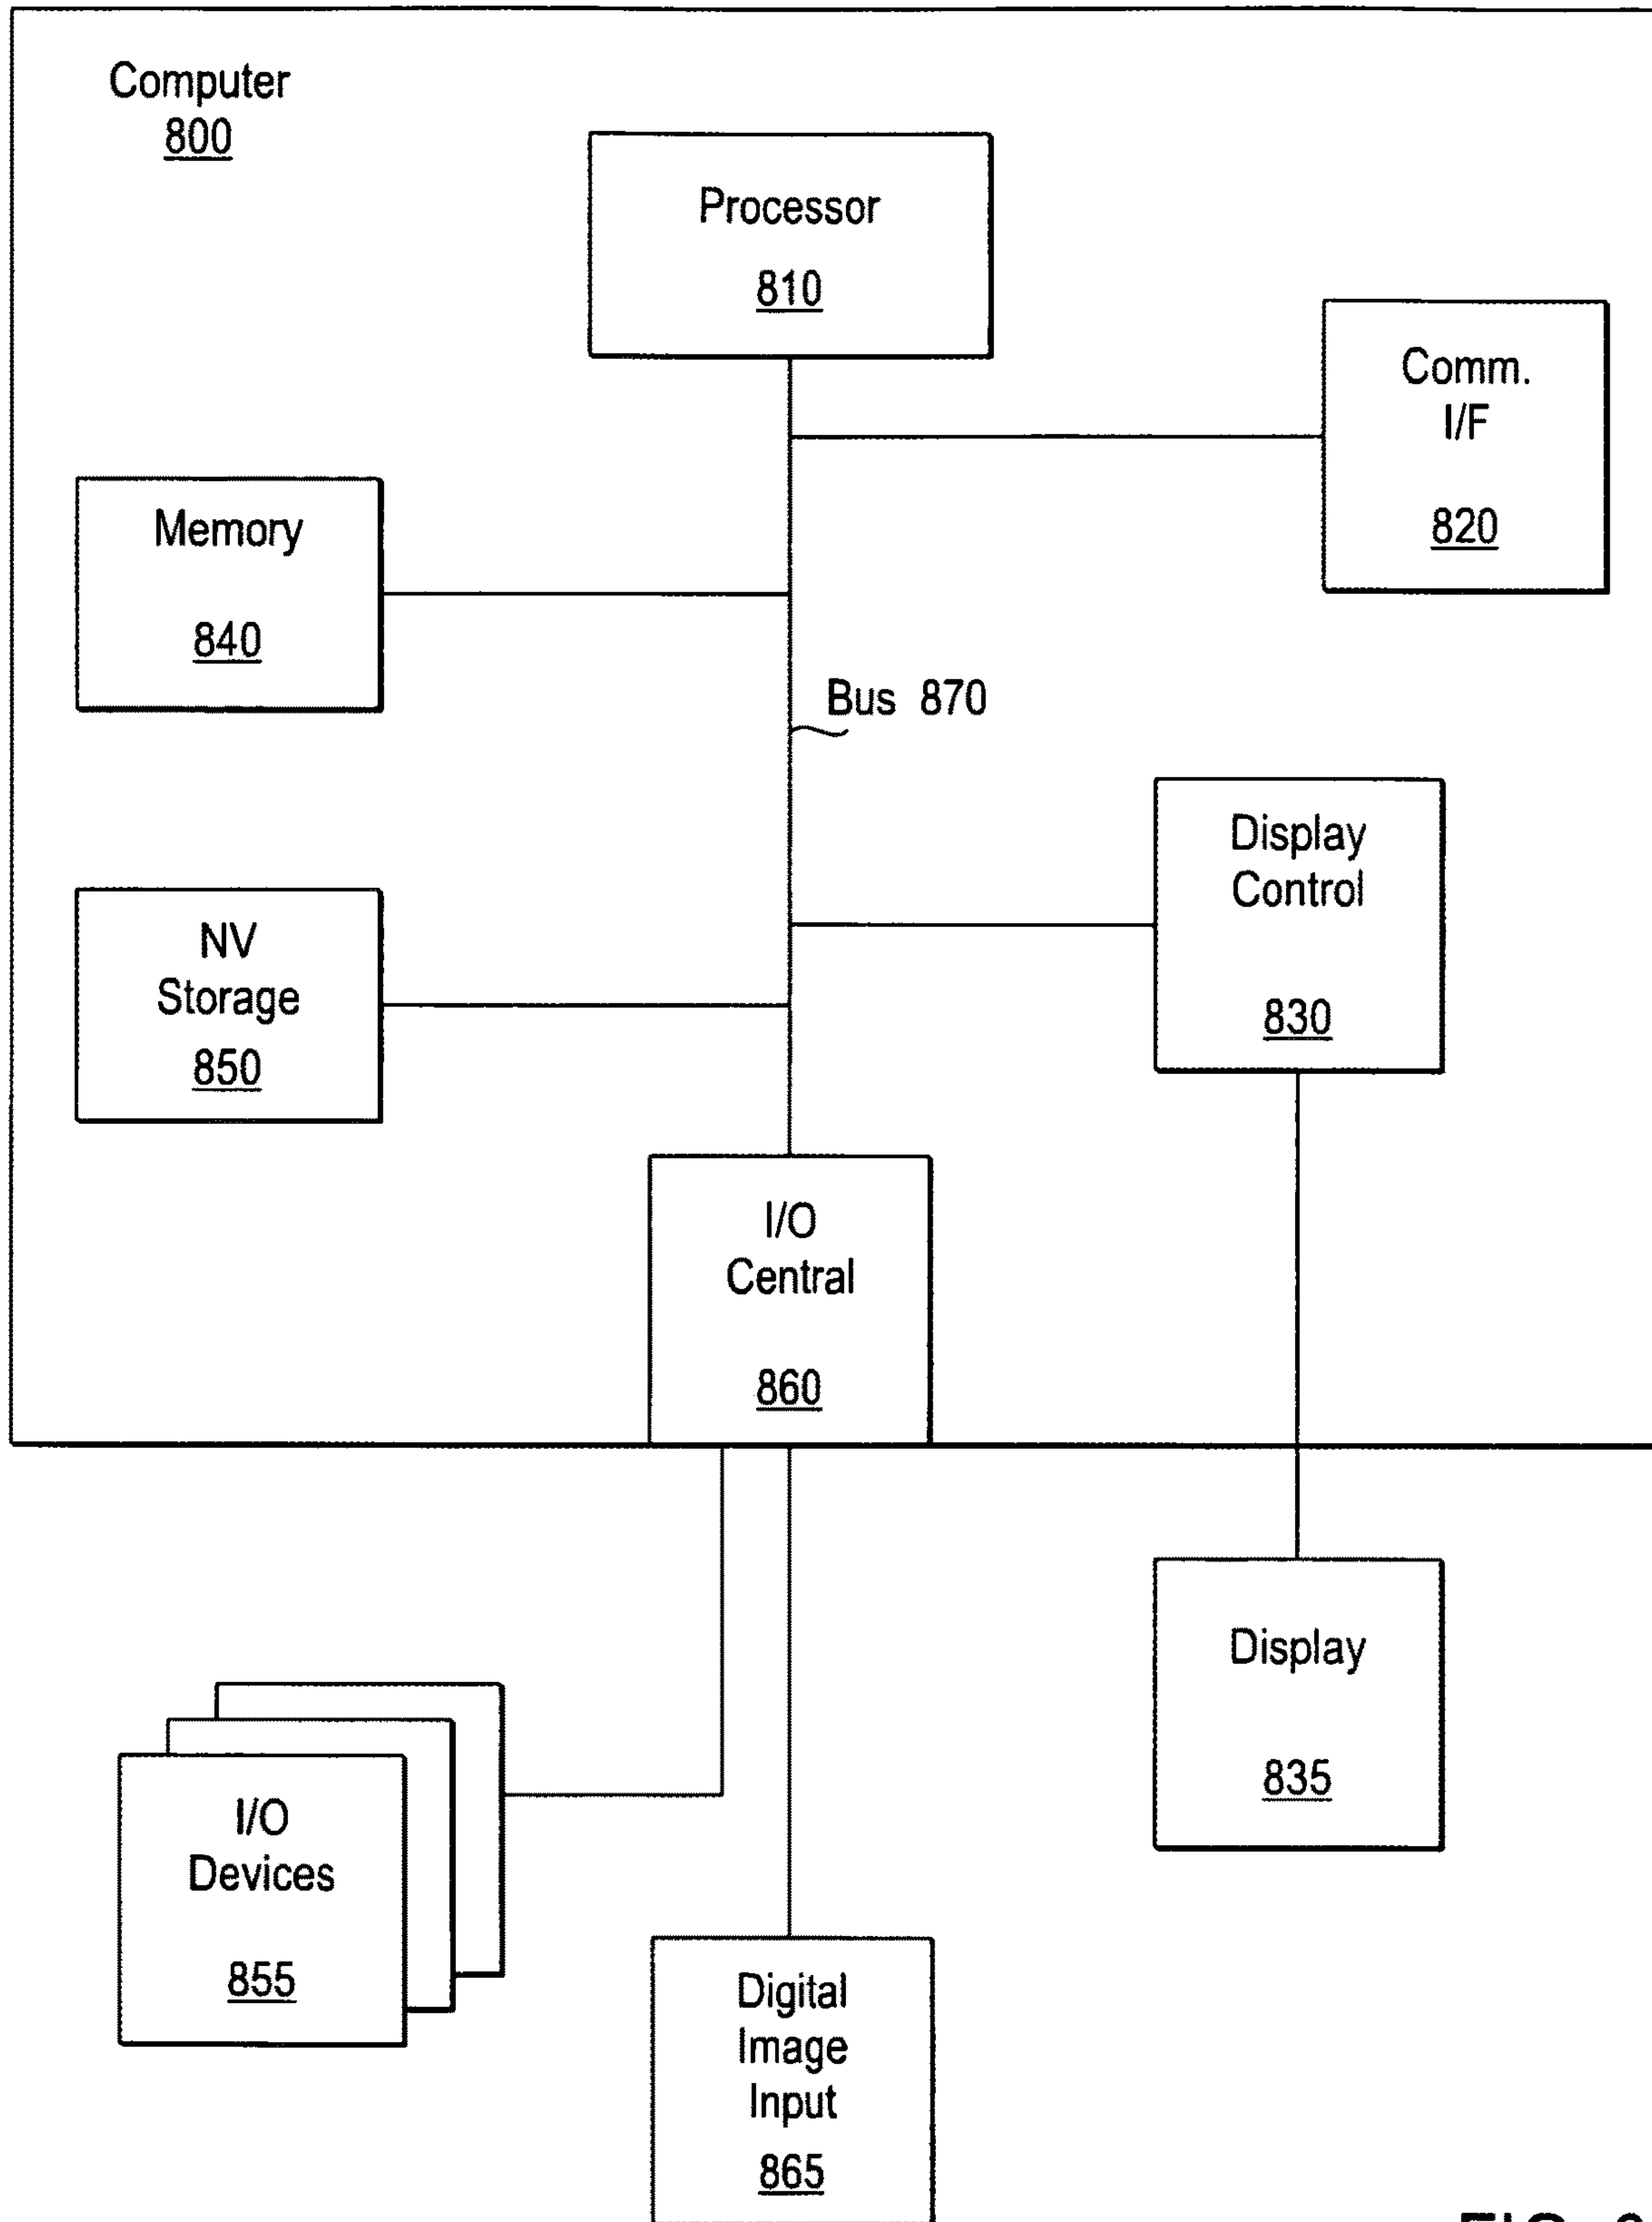 Computer
800
Processor
810
Comm.
I/F
820
Memory
840
Bus 870
Display
Control
830
NV
Storage
850
I/O
Central
860
Display
835
I/O
Devices
855
Digital
Image
Input
865